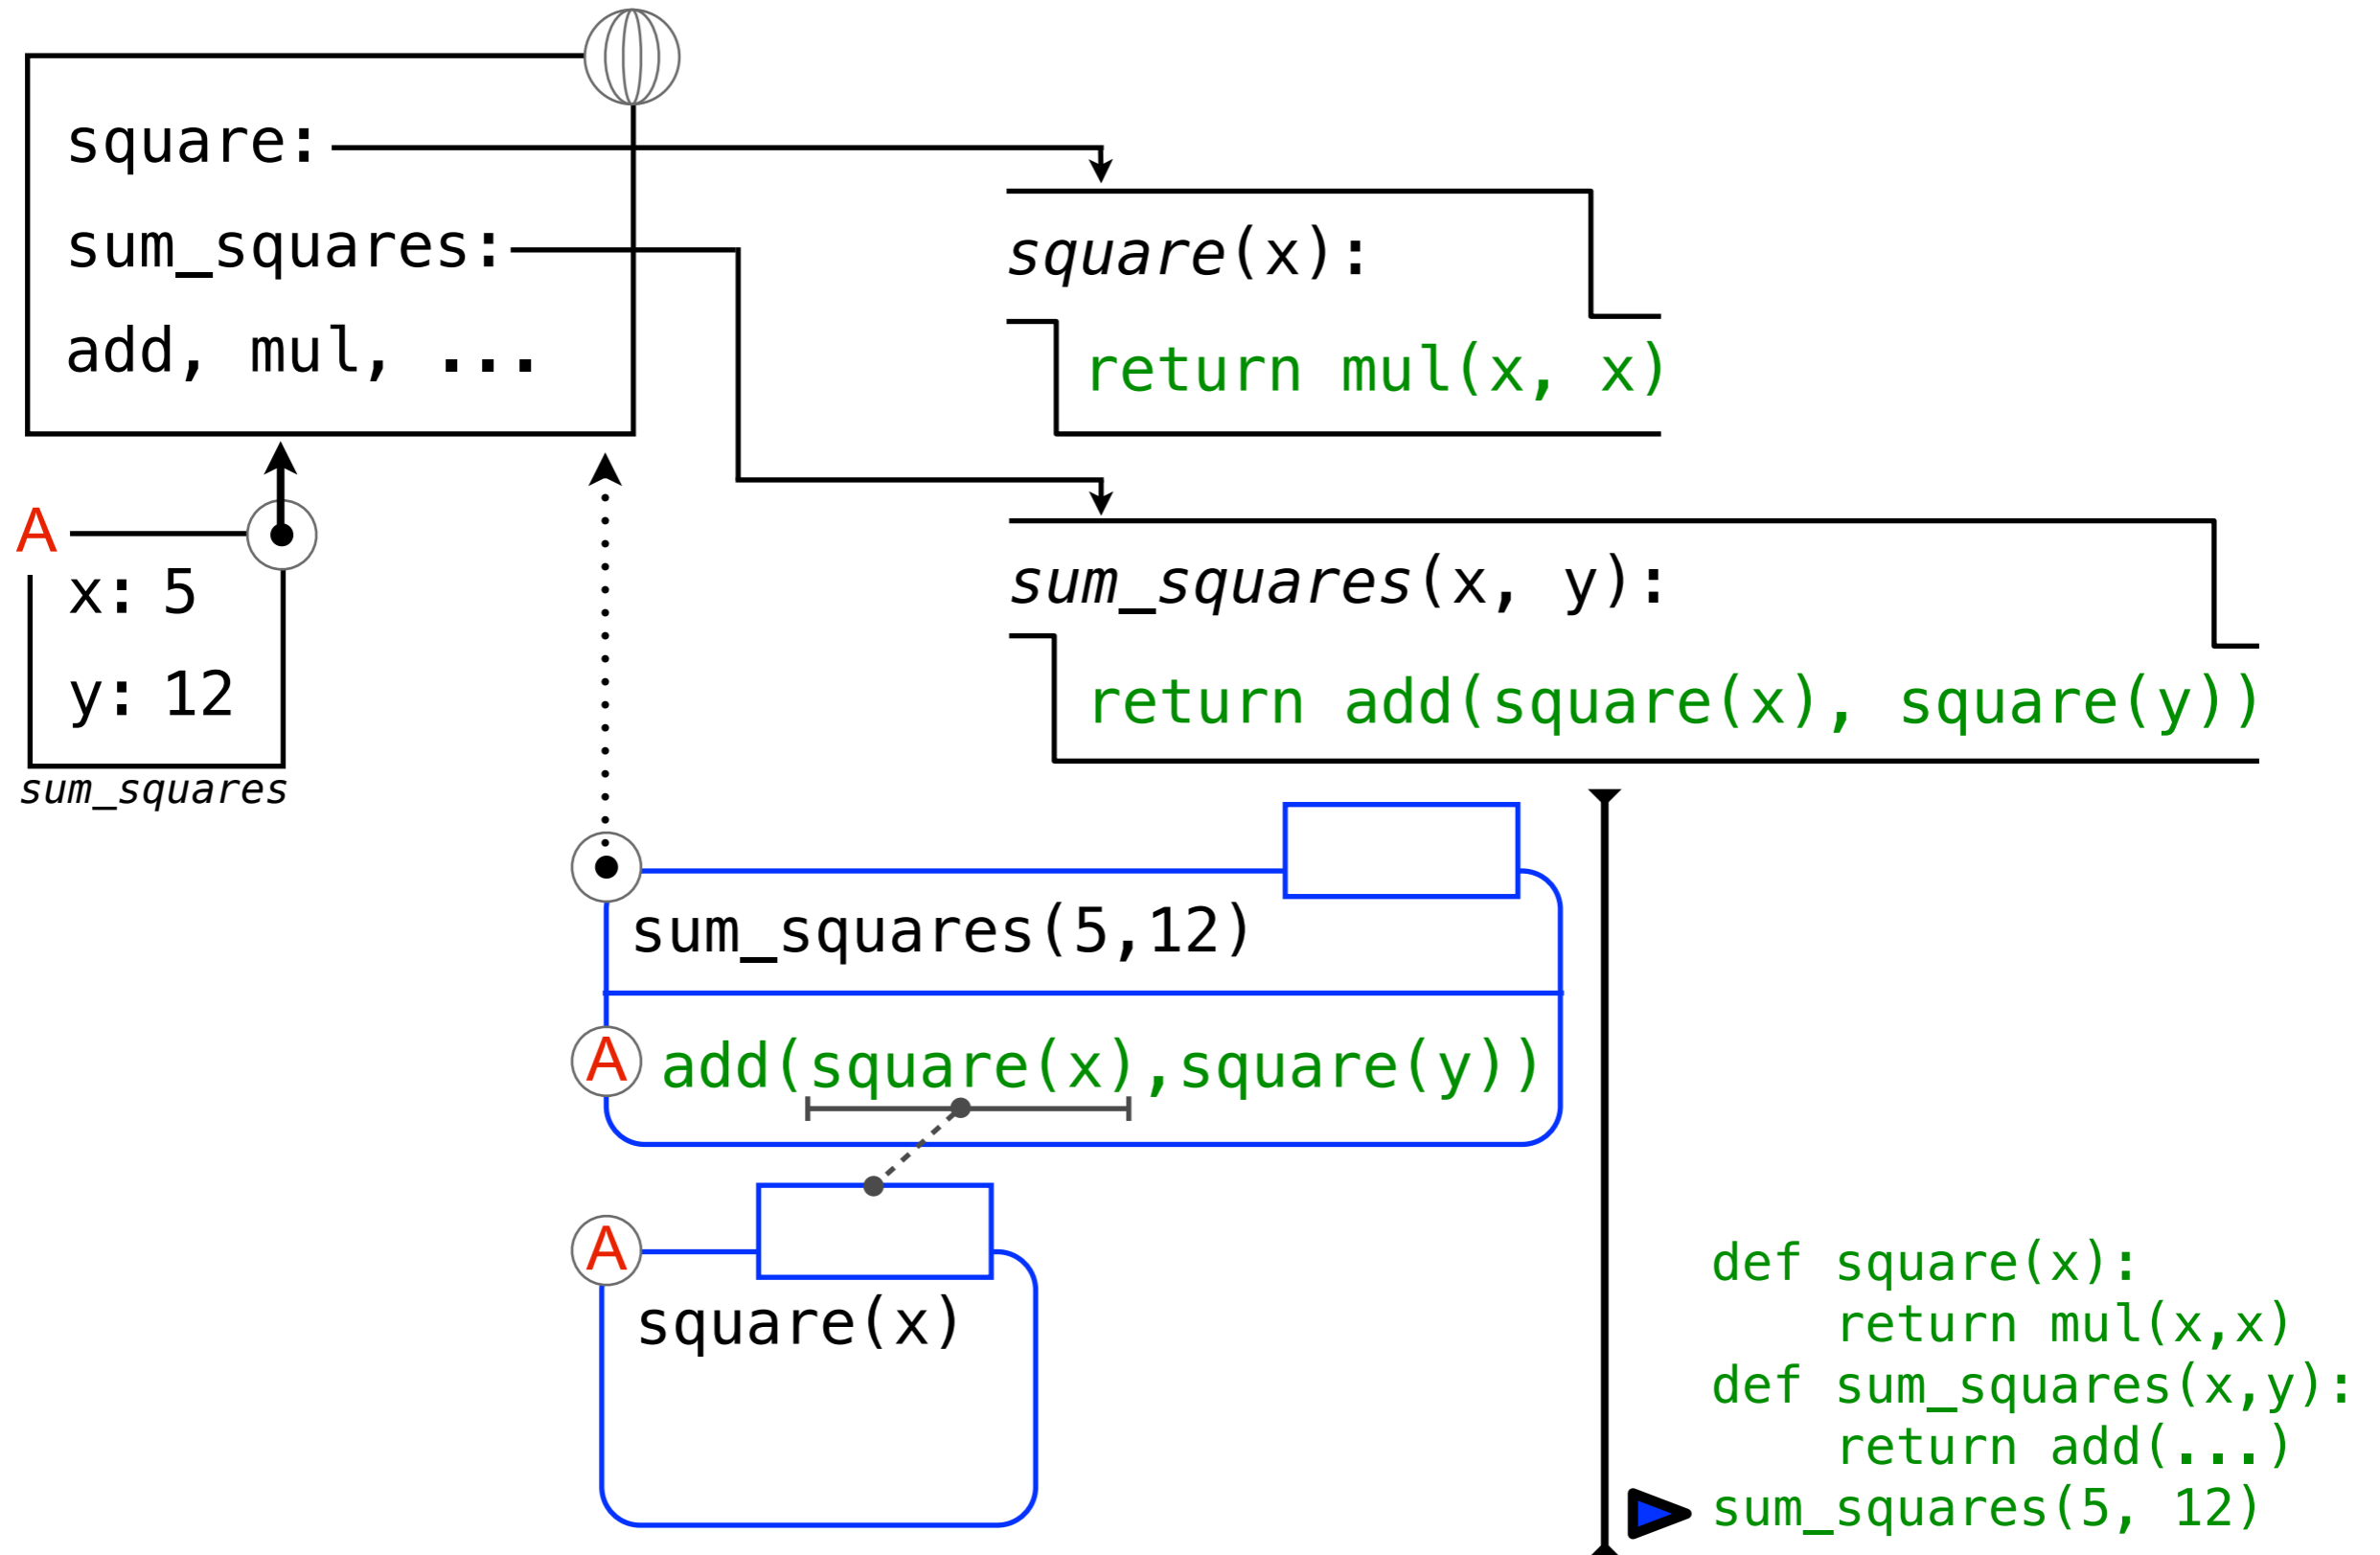 square:
sum_squares:
add, mul, ...
square(x):
return mul(x, x)
A
x: 5
y: 12
sum_squares
sum_squares(x, y):
return add(square(x), square(y))
sum_squares(5,12)
A
add(square(x),square(y))
A
square(x)
def square(x):
    return mul(x,x)
def sum_squares(x,y):
    return add(...)
sum_squares(5, 12)